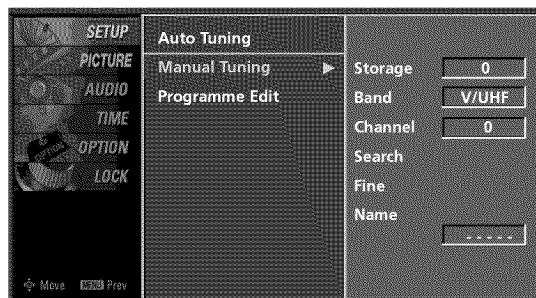 SETUP
PICTURE
AUDIO
TIME
OPTION
LOCK
Move MENU Prev
Auto Tuning
Manual Tuning
Programme Edit
Storage 0
Band V/UHF
Channel 0
Search
Fine
Name
- - - - -